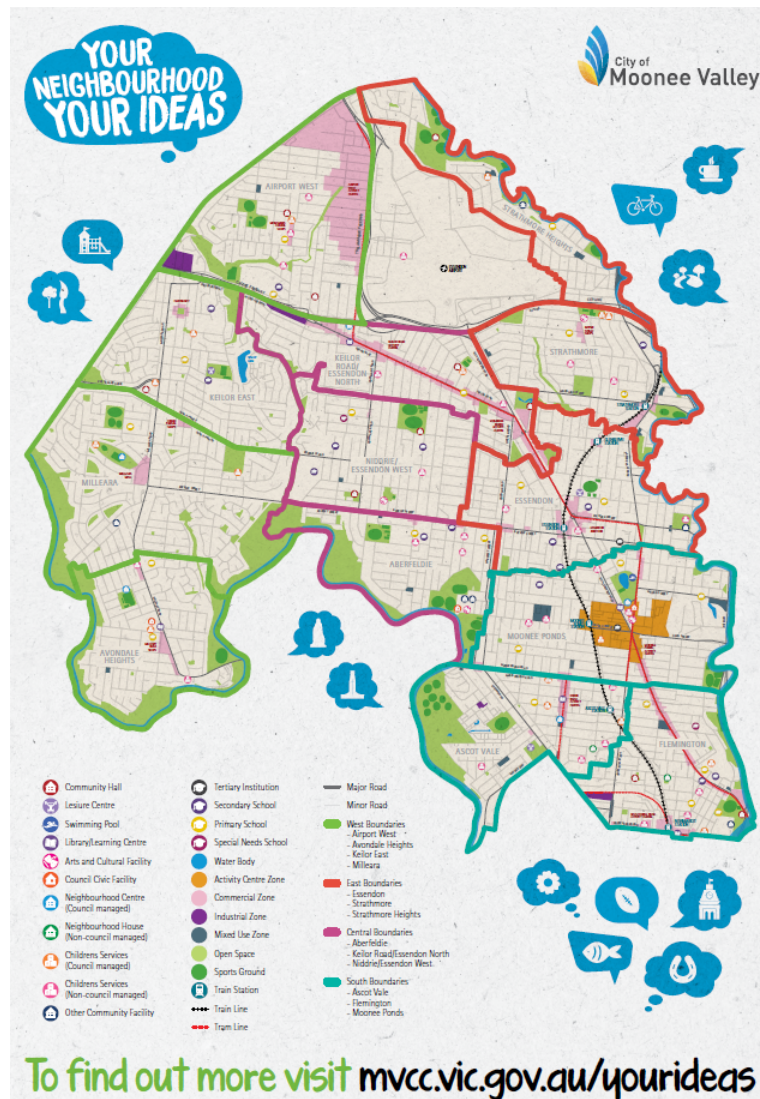 YOUR
NEIGHBOURHOOD
YOUR IDEAS
City of
Moonee Valley
AIRPORT WEST
STRATHMORE HEIGHTS
STRATHMORE
KEILOR
ROAD/
ESSENDON
NORTH
KEILOR EAST
NIDDRIE/
ESSENDON WEST
MILLEARA
ESSENDON
ABERFELDIE
MOONEE PONDS
AVONDALE
HEIGHTS
ASCOT VALE
FLEMINGTON
Community Hall
Lesiure Centre
Swimming Pool
Library/Learning Centre
Arts and Cultural Facility
Council Civic Facility
Neighbourhood Centre
(Council managed)
Neighbourhood House
(Non-council managed)
Childrens Services
(Council managed)
Childrens Services
(Non-council managed)
Other Community Facility
Tertiary Institution
Secondary School
Primary School
Special Needs School
Water Body
Activity Centre Zone
Commercial Zone
Industrial Zone
Mixed Use Zone
Open Space
Sports Ground
Train Station
Train Line
Tram Line
Major Road
Minor Road
West Boundaries
- Airport West
- Avondale Heights
- Keilor East
- Milleara
East Boundaries
- Essendon
- Strathmore
- Strathmore Heights
Central Boundaries
- Aberfeldie
- Keilor Road/Essendon North
- Niddrie/Essendon West
South Boundaries
- Ascot Vale
- Flemington
- Moonee Ponds
To find out more visit mvcc.vic.gov.au/yourideas